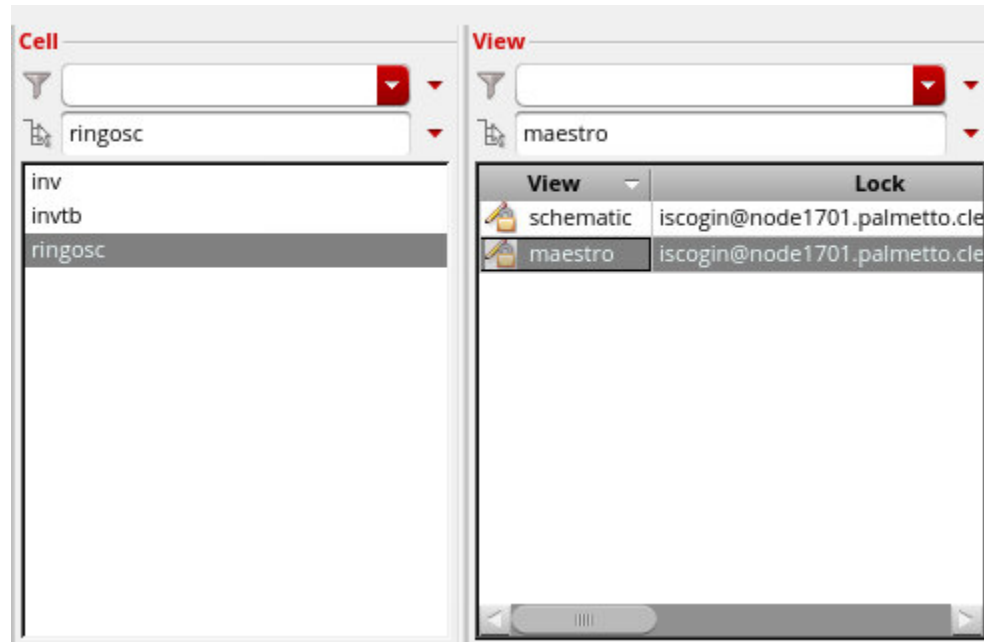 Cell
ringosc
inv
invtb
ringosc
View
maestro
View Lock
schematic iscogin@node1701.palmetto.cle
maestro iscogin@node1701.palmetto.cle